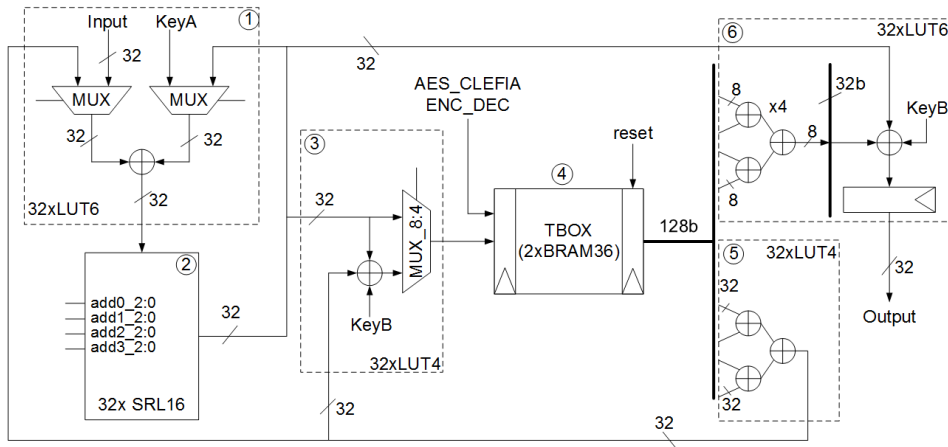 Input
KeyA
1
32
32
MUX
MUX
32
32
32
32xLUT6
2
add0_2:0
add1_2:0
add2_2:0
add3_2:0
32x SRL16
32
32
3
32
MUX_8:4
KeyB
32xLUT4
32
AES_CLEFIA
ENC_DEC
reset
4
TBOX
(2xBRAM36)
128b
6
32xLUT6
8
x4
8
8
32b
KeyB
32
Output
5
32xLUT4
32
32
32